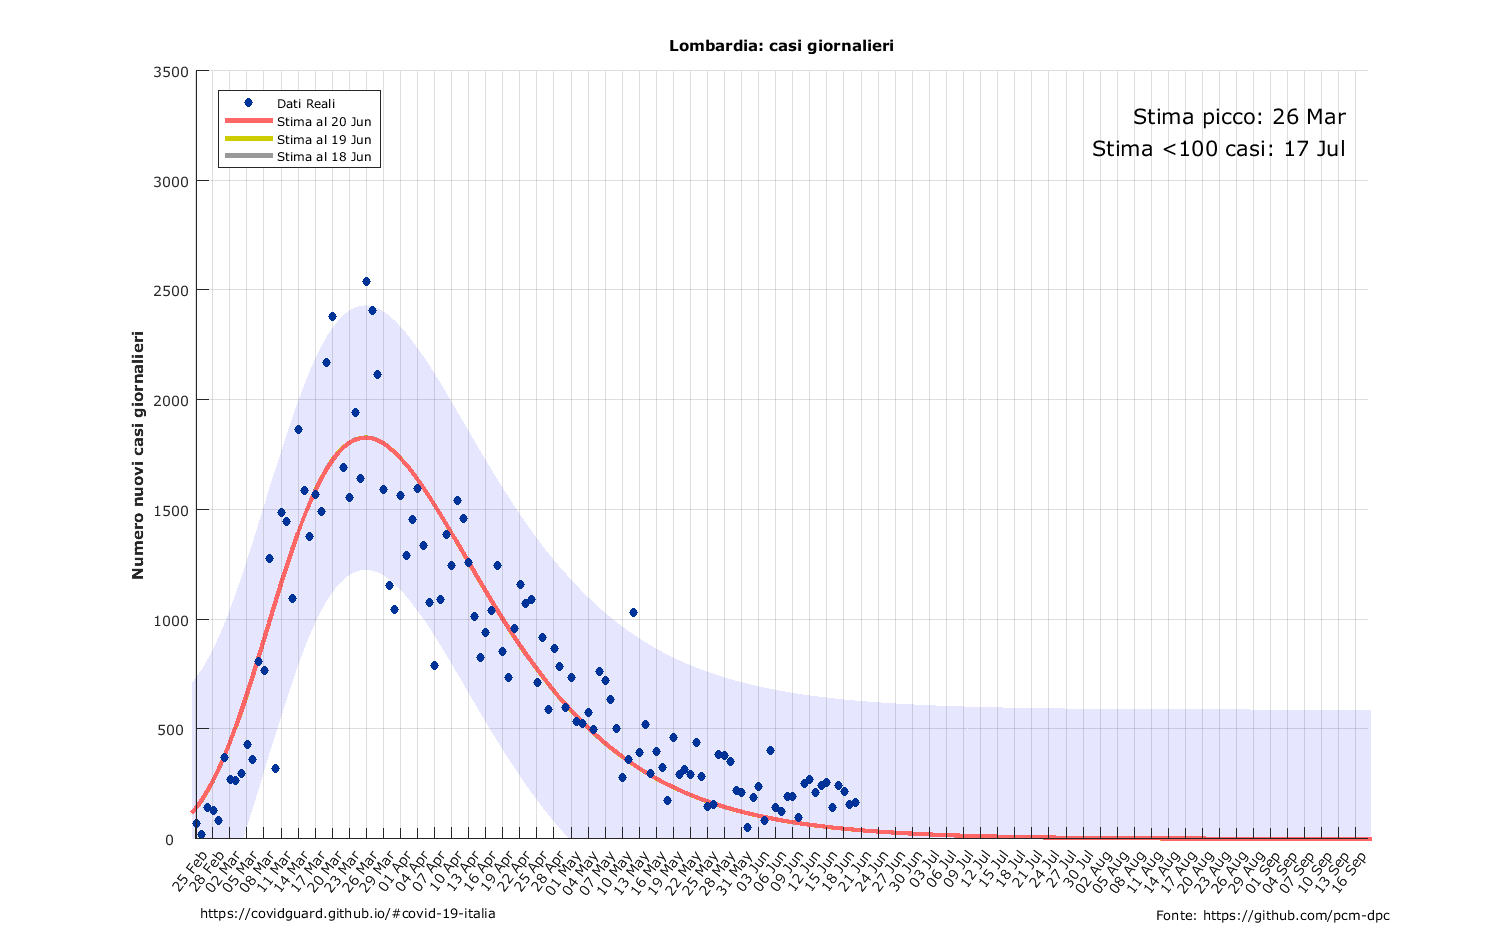 Lombardia: casi giornalieri
3500
3000
2500
2000
1500
1000
500
0
Numero nuovi casi giornalieri
Dati Reali
Stima al 20 Jun
Stima al 19 Jun
Stima al 18 Jun
Stima picco: 26 Mar
Stima <100 casi: 17 Jul
25 Feb
28 Feb
02 Mar
05 Mar
08 Mar
11 Mar
14 Mar
17 Mar
20 Mar
23 Mar
26 Mar
29 Mar
01 Apr
04 Apr
07 Apr
10 Apr
13 Apr
16 Apr
19 Apr
22 Apr
25 Apr
28 Apr
01 May
04 May
07 May
10 May
13 May
16 May
19 May
22 May
25 May
28 May
31 May
03 Jun
06 Jun
09 Jun
12 Jun
15 Jun
18 Jun
21 Jun
24 Jun
27 Jun
30 Jun
03 Jul
06 Jul
09 Jul
12 Jul
15 Jul
18 Jul
21 Jul
24 Jul
27 Jul
30 Jul
02 Aug
05 Aug
08 Aug
11 Aug
14 Aug
17 Aug
20 Aug
23 Aug
26 Aug
29 Aug
01 Sep
04 Sep
07 Sep
10 Sep
13 Sep
16 Sep
https://covidguard.github.io/#covid-19-italia
Fonte: https://github.com/pcm-dpc